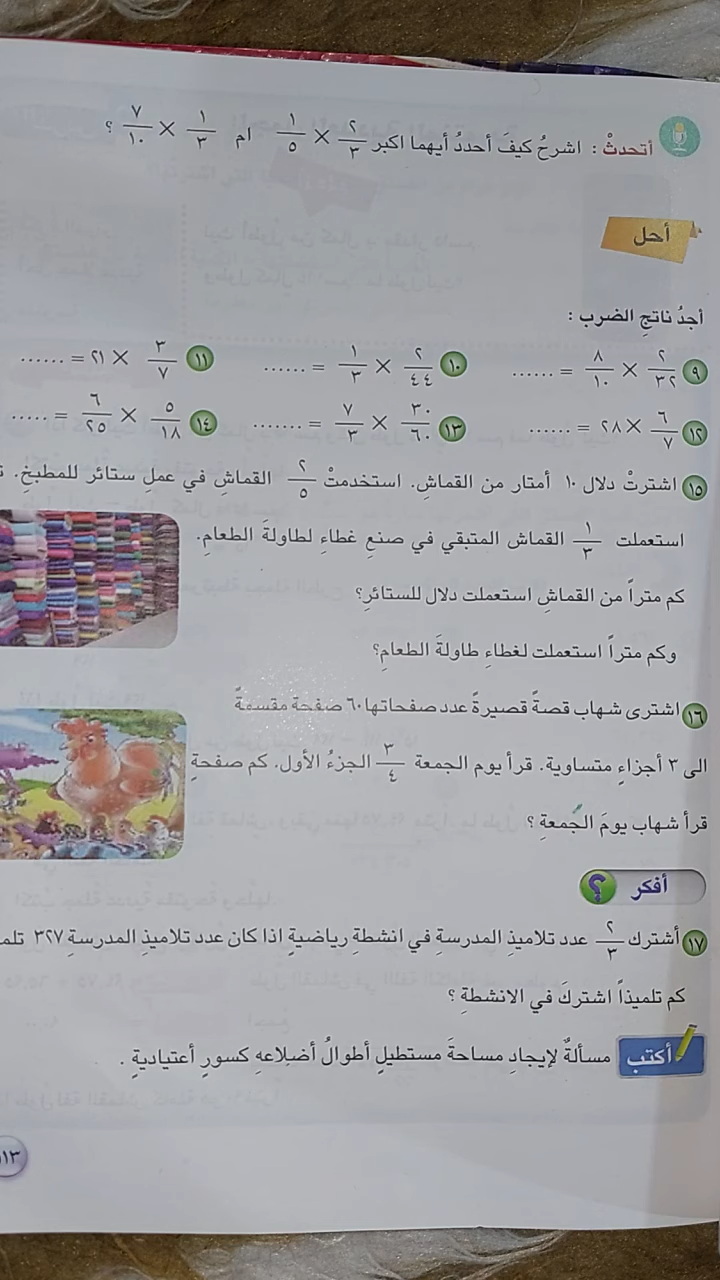 أتحدثْ : اشرحُ كيفَ أحددُ أيهما اكبر ٢/٣ × ١/٥ ام ١/٣ × ٧/١٠ ؟
أحل
أجدُ ناتجِ الضربِ :
٩ ٢/٣٢ × ٨/١٠ = ...... ١٠ ٢/٤٤ × ١/٣ = ...... ١١ ٣/٧ × ٢١ = ......
١٢ ٦/٧ × ٢٨ = ...... ١٣ ٣٠/٦٠ × ٧/٣ = ....... ١٤ ٥/١٨ × ٦/٢٥ = .....
١٥ اشترتْ دلال ١٠ أمتار من القماشِ. استخدمتْ ٢/٥ القماشِ في عملِ ستائر للمطبخِ.
استعملت ١/٣ القماش المتبقي في صنعِ غطاءِ لطاولةَ الطعامِ.
كم متراً من القماشِ استعملت دلال للستائرِ؟
وكم متراً استعملت لغطاءِ طاولةَ الطعامِ؟
١٦ اشترى شهاب قصةً قصيرةً عدد صفحاتها ٦٠ صفحة مقسمةً
الى ٣ أجزاءِ متساوية. قرأ يوم الجمعة ٣/٤ الجزءُ الأول. كم صفحةِ
قرأ شهاب يومَ الجمعةِ ؟
أفكر ؟
١٧ أشترك ٢/٣ عدد تلاميذِ المدرسةِ في انشطةِ رياضيةِ اذا كان عدد تلاميذِ المدرسةِ ٣٢٧
كم تلميذاً اشتركَ في الانشطةِ ؟
أكتب مسألةٌ لإيجادِ مساحةَ مستطيلِ أطوالُ أضلاعهِ كسورِ أعتياديةِ .
١١٣